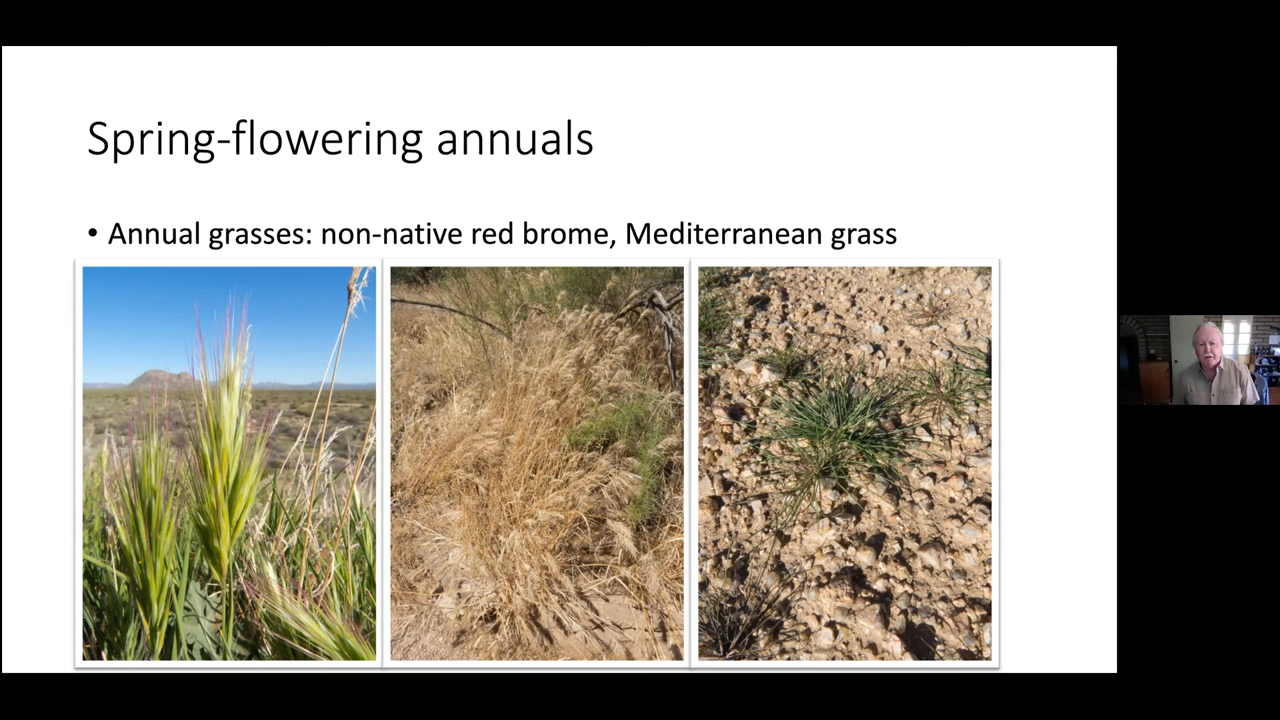 Spring-flowering annuals
• Annual grasses: non-native red brome, Mediterranean grass